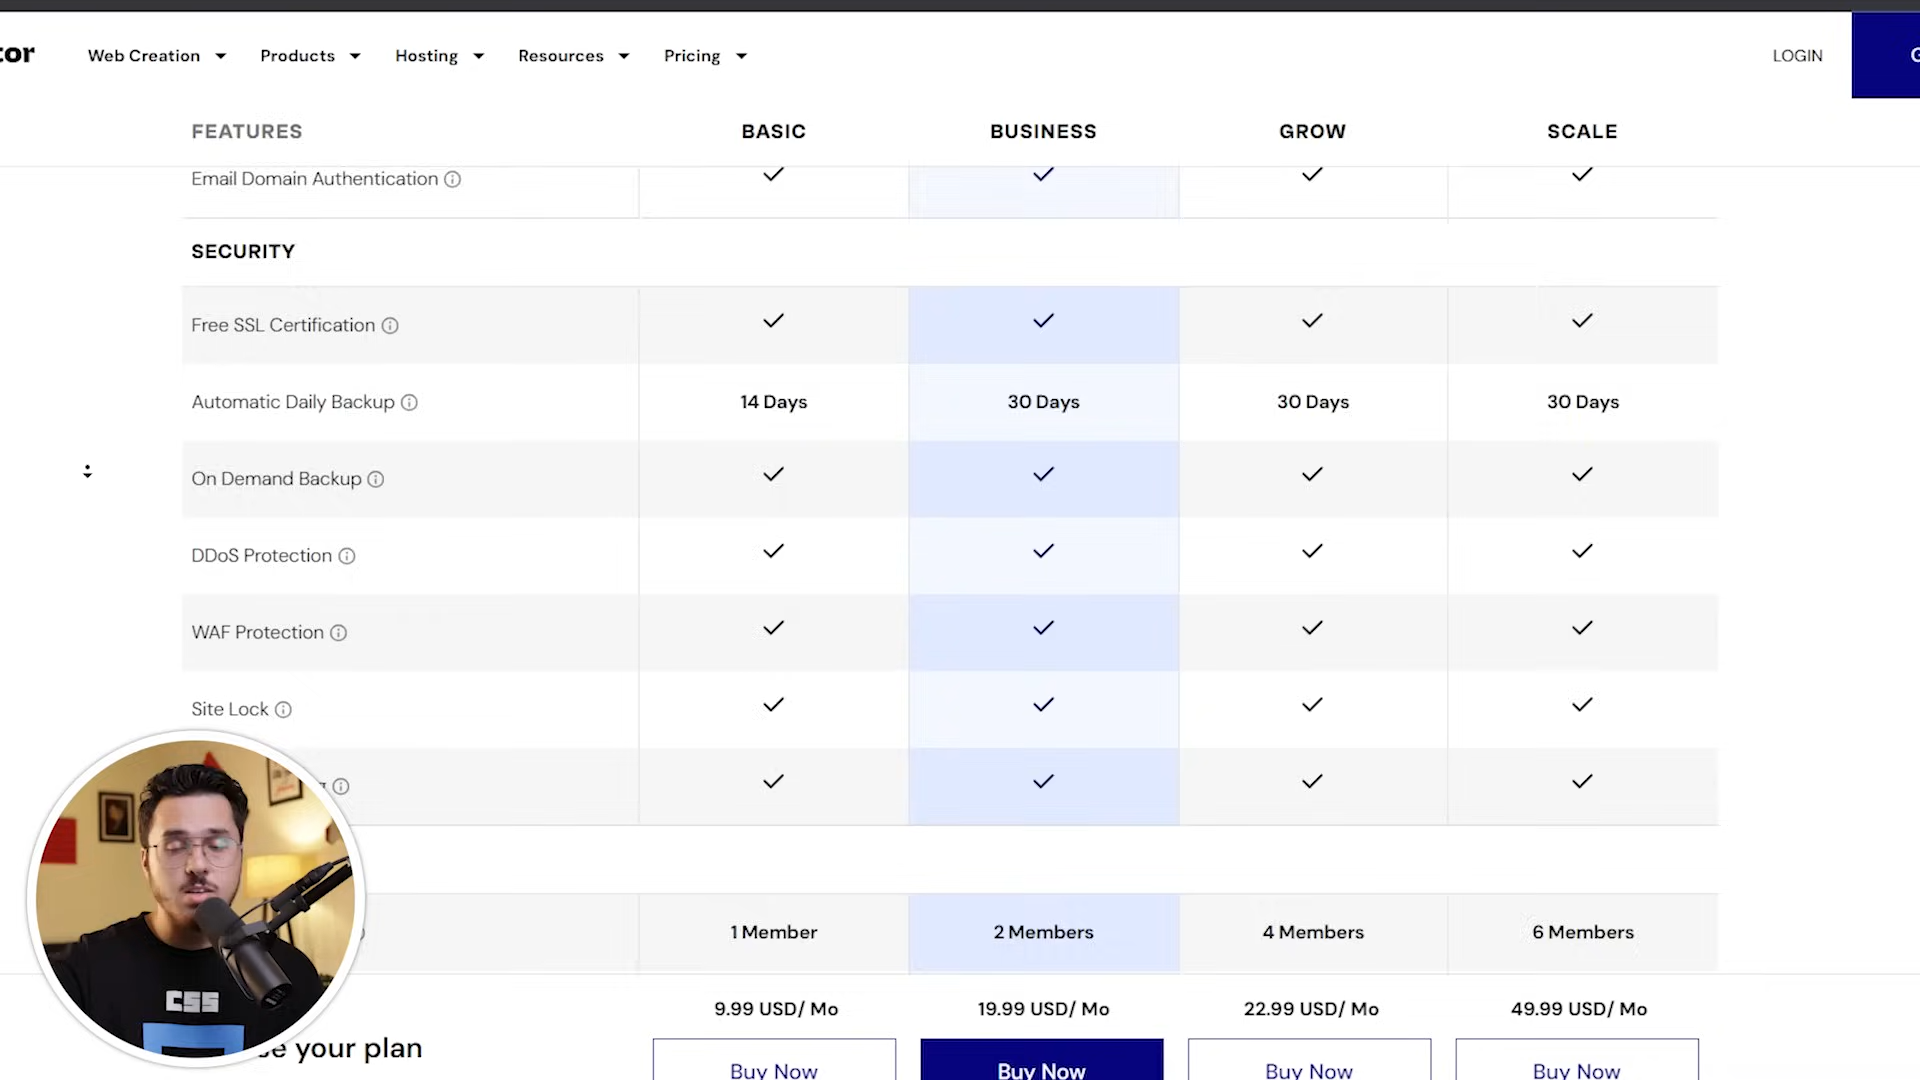 tor Web Creation Products Hosting Resources Pricing LOGIN G
FEATURES BASIC BUSINESS GROW SCALE
Email Domain Authentication
SECURITY
Free SSL Certification
Automatic Daily Backup 14 Days 30 Days 30 Days 30 Days
On Demand Backup
DDoS Protection
WAF Protection
Site Lock
1 Member 2 Members 4 Members 6 Members
9.99 USD/ Mo 19.99 USD/ Mo 22.99 USD/ Mo 49.99 USD/ Mo
CSS
your plan
Buy Now Buy Now Buy Now Buy Now